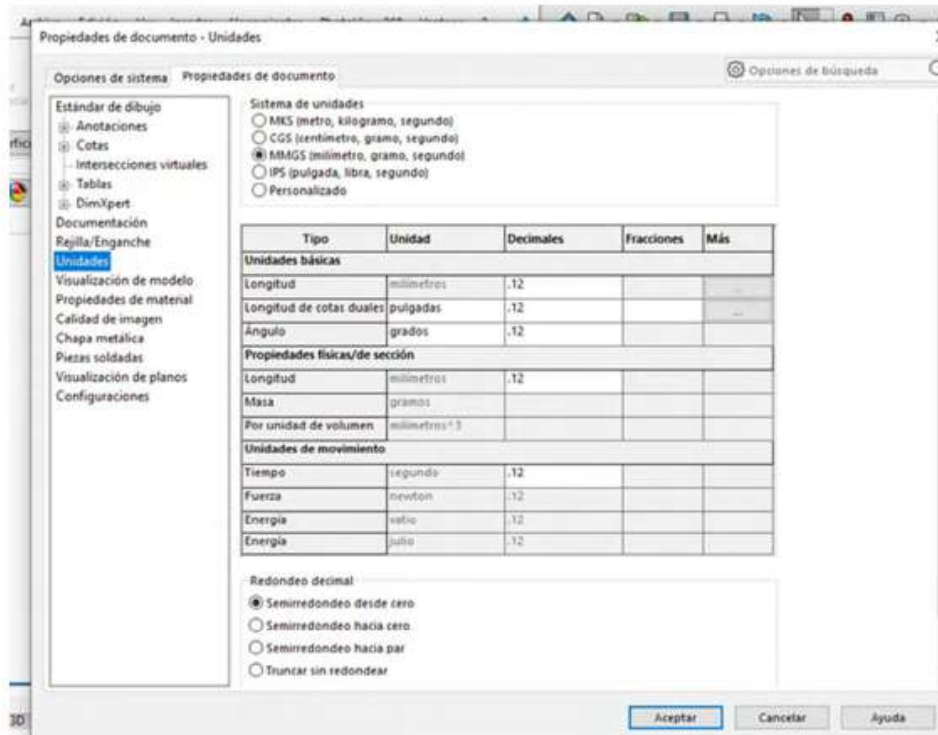 Propiedades de documento - Unidades
Opciones de sistema Propiedades de documento
Opciones de búsqueda
Estándar de dibujo
Anotaciones
Cotas
Intersecciones virtuales
Tablas
DimXpert
Documentación
Rejilla/Enganche
Unidades
Visualización de modelo
Propiedades de material
Calidad de imagen
Chapa metálica
Piezas soldadas
Visualización de planos
Configuraciones
Sistema de unidades
MKS (metro, kilogramo, segundo)
CGS (centímetro, gramo, segundo)
MMGS (milímetro, gramo, segundo)
IPS (pulgada, libra, segundo)
Personalizado
Tipo Unidad Decimales Fracciones Más
Unidades básicas
Longitud milímetros .12 ...
Longitud de cotas duales pulgadas .12 ...
Ángulo grados .12
Propiedades físicas/de sección
Longitud milímetros .12
Masa gramos
Por unidad de volumen milímetros^3
Unidades de movimiento
Tiempo segundo .12
Fuerza newton .12
Energía vatio .12
Energía julio .12
Redondeo decimal
Semirredondeo desde cero
Semirredondeo hacia cero
Semirredondeo hacia par
Truncar sin redondear
3D
Aceptar Cancelar Ayuda